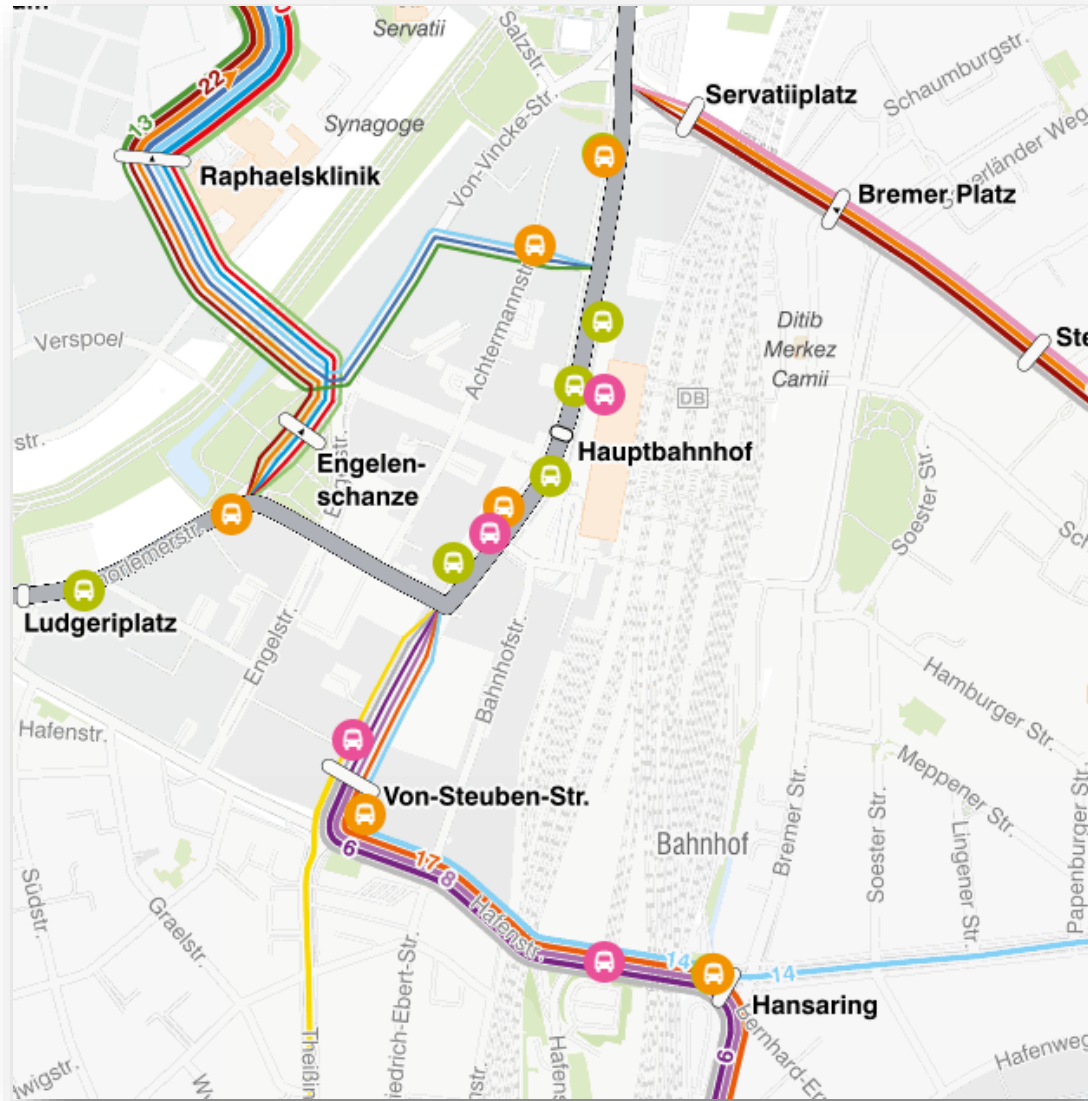 Servatii
Salzstr.
Schaumburgstr.
22
13
Synagoge
Servatiiplatz
Raphaelsklinik
Von-Vincke-Str.
Bremer Platz
Verspoel
Achtermannstr.
Ditib
Merkez
Camii
DB
str.
Hauptbahnhof
Engelen-
schanze
Soester Str.
Ludgeriplatz
Engelstr.
Bahnhofstr.
Hamburger Str.
Hafenstr.
Meppener Str.
Von-Steuben-Str.
Bahnhof
Bremer Str.
Soester Str.
Lingener Str.
Papenburger Str.
6
17
8
Südstr.
Graelstr.
Hafenstr.
14
14
Hansaring
6
Hafenweg